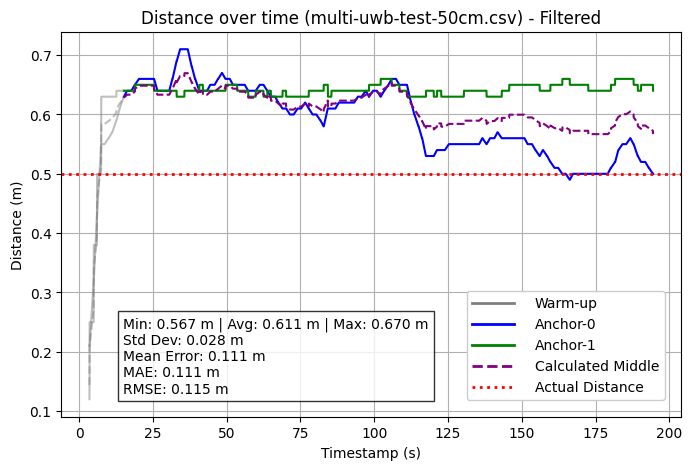 Distance over time (multi-uwb-test-50cm.csv) - Filtered
Distance (m)
0.7
0.6
0.5
0.4
0.3
0.2
0.1
Min: 0.567 m | Avg: 0.611 m | Max: 0.670 m
Std Dev: 0.028 m
Mean Error: 0.111 m
MAE: 0.111 m
RMSE: 0.115 m
Warm-up
Anchor-0
Anchor-1
Calculated Middle
Actual Distance
0 25 50 75 100 125 150 175 200
Timestamp (s)